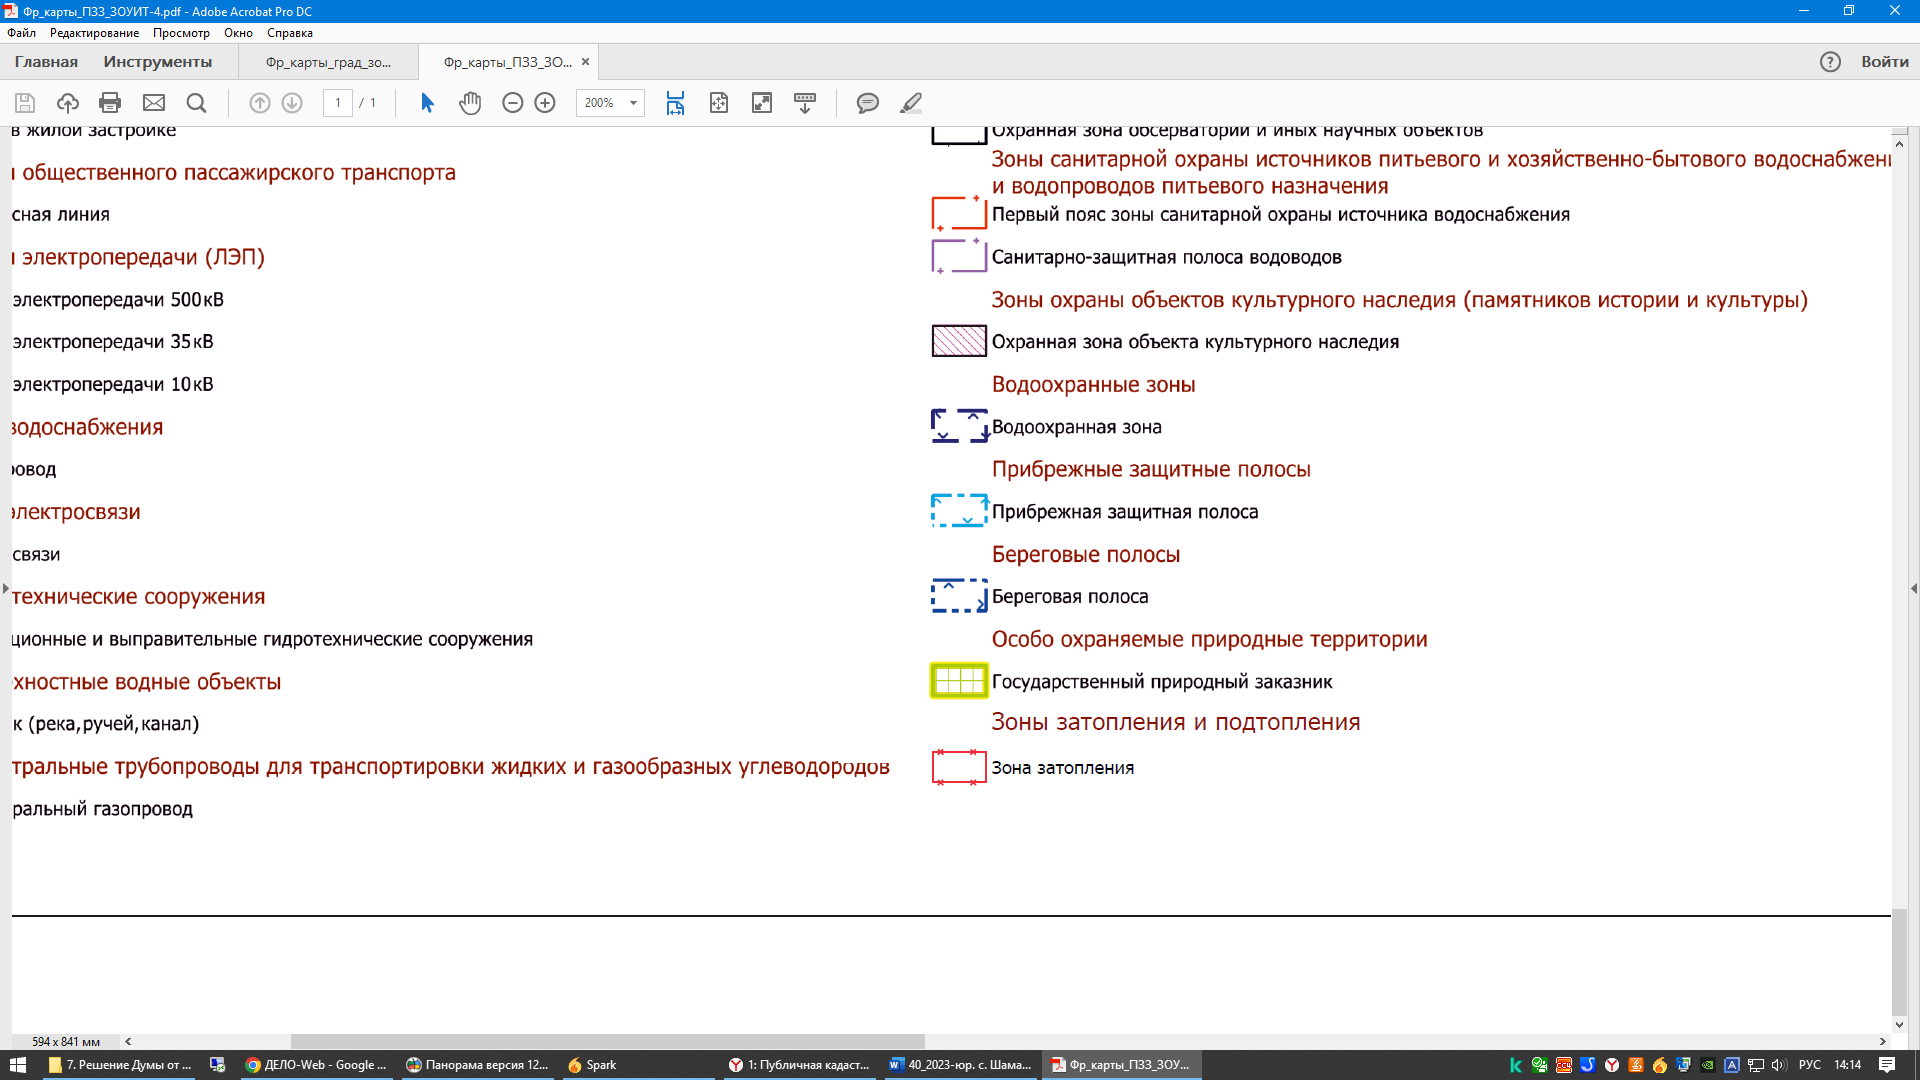 Фр_карты_ПЗЗ_ЗОУИТ-4.pdf - Adobe Acrobat Pro DC
Файл Редактирование Просмотр Окно Справка
Главная Инструменты Фр_карты_град_зо... Фр_карты_ПЗЗ_ЗО... Войти
1 / 1 200%
в жилой застройке
общественного пассажирского транспорта
сная линия
электропередачи (ЛЭП)
электропередачи 500кВ
электропередачи 35кВ
электропередачи 10кВ
водоснабжения
ровод
электросвязи
связи
технические сооружения
ционные и выправительные гидротехнические сооружения
хностные водные объекты
к (река,ручей,канал)
тральные трубопроводы для транспортировки жидких и газообразных углеводородов
ральный газопровод
Охранная зона обсерваторий и иных научных объектов
Зоны санитарной охраны источников питьевого и хозяйственно-бытового водоснабжени
и водопроводов питьевого назначения
Первый пояс зоны санитарной охраны источника водоснабжения
Санитарно-защитная полоса водоводов
Зоны охраны объектов культурного наследия (памятников истории и культуры)
Охранная зона объекта культурного наследия
Водоохранные зоны
Водоохранная зона
Прибрежные защитные полосы
Прибрежная защитная полоса
Береговые полосы
Береговая полоса
Особо охраняемые природные территории
Государственный природный заказник
Зоны затопления и подтопления
Зона затопления
594 x 841 мм
7. Решение Думы от ... ДЕЛО-Web - Google ... Панорама версия 12... Spark 1: Публичная кадаст... 40_2023-юр. с. Шама... Фр_карты_ПЗЗ_ЗОУ... РУС 14:14